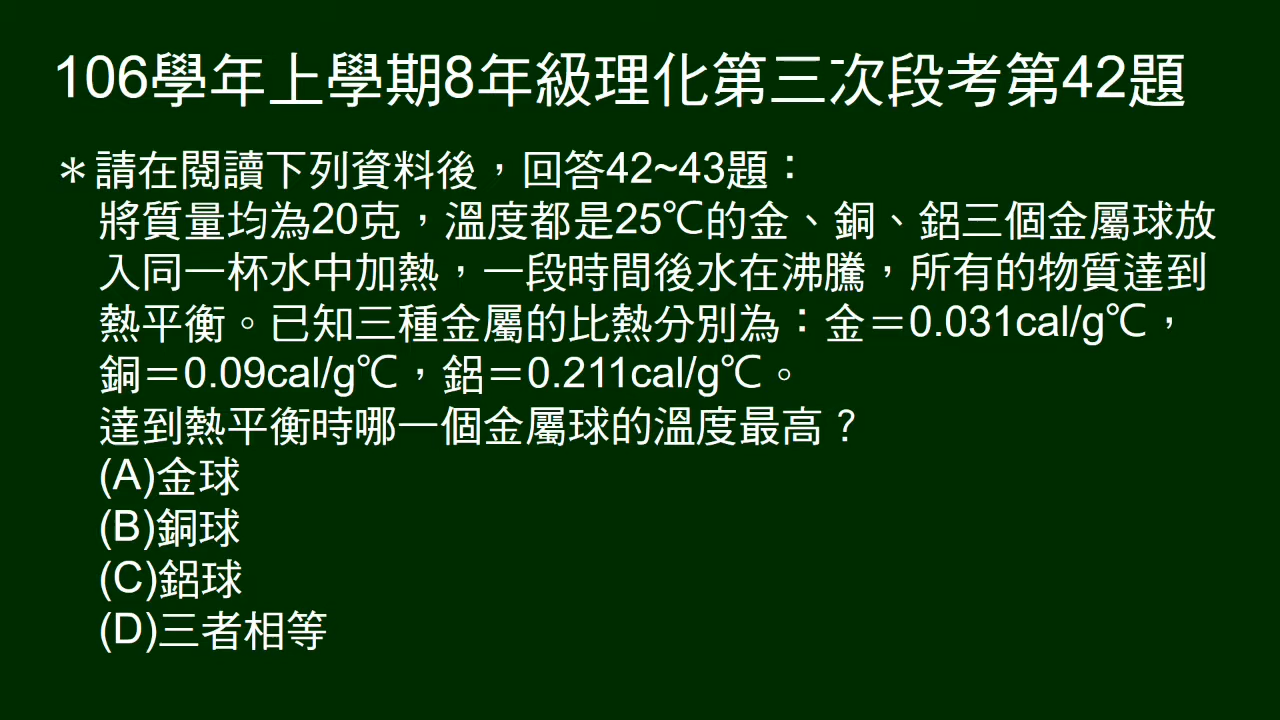 106學年上學期8年級理化第三次段考第42題
＊請在閱讀下列資料後，回答42~43題：
將質量均為20克，溫度都是25℃的金、銅、鋁三個金屬球放
入同一杯水中加熱，一段時間後水在沸騰，所有的物質達到
熱平衡。已知三種金屬的比熱分別為：金＝0.031cal/g℃，
銅＝0.09cal/g℃，鋁＝0.211cal/g℃。
達到熱平衡時哪一個金屬球的溫度最高？
(A)金球
(B)銅球
(C)鋁球
(D)三者相等